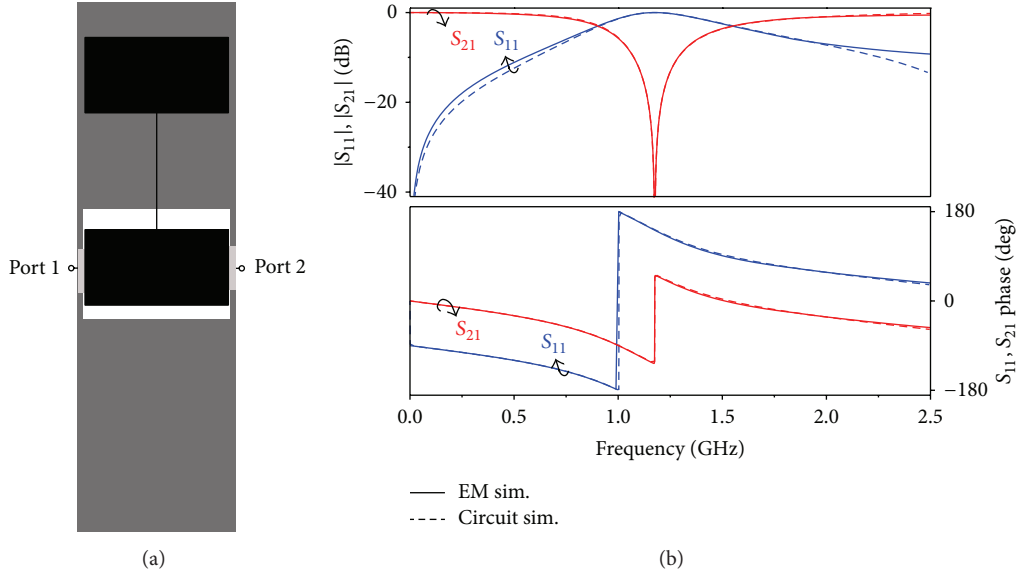 Port 1
Port 2
(a)
|S11|, |S21| (dB)
0
−20
−40
S21
S11
180
0
−180
S11, S21 phase (deg)
S21
S11
0.0 0.5 1.0 1.5 2.0 2.5
Frequency (GHz)
EM sim.
Circuit sim.
(b)